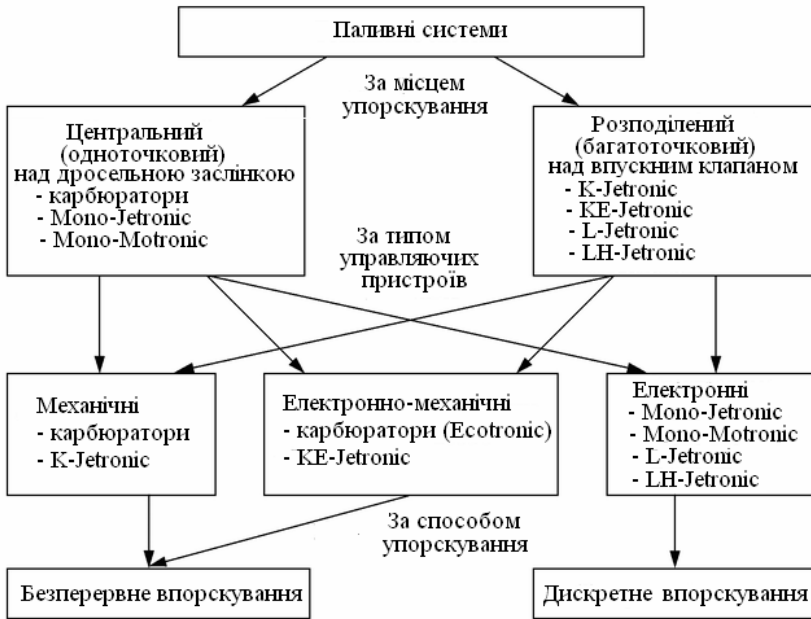 Паливні системи
За місцем
упорскування
Центральний
(одноточковий)
над дросельною заслінкою
- карбюратори
- Mono-Jetronic
- Mono-Motronic
Розподілений
(багатоточковий)
над впускним клапаном
- K-Jetronic
- KE-Jetronic
- L-Jetronic
- LH-Jetronic
За типом
управляючих
пристроїв
Механічні
- карбюратори
- K-Jetronic
Електронно-механічні
- карбюратори (Ecotronic)
- KE-Jetronic
Електронні
- Mono-Jetronic
- Mono-Motronic
- L-Jetronic
- LH-Jetronic
За способом
упорскування
Безперервне впорскування
Дискретне впорскування